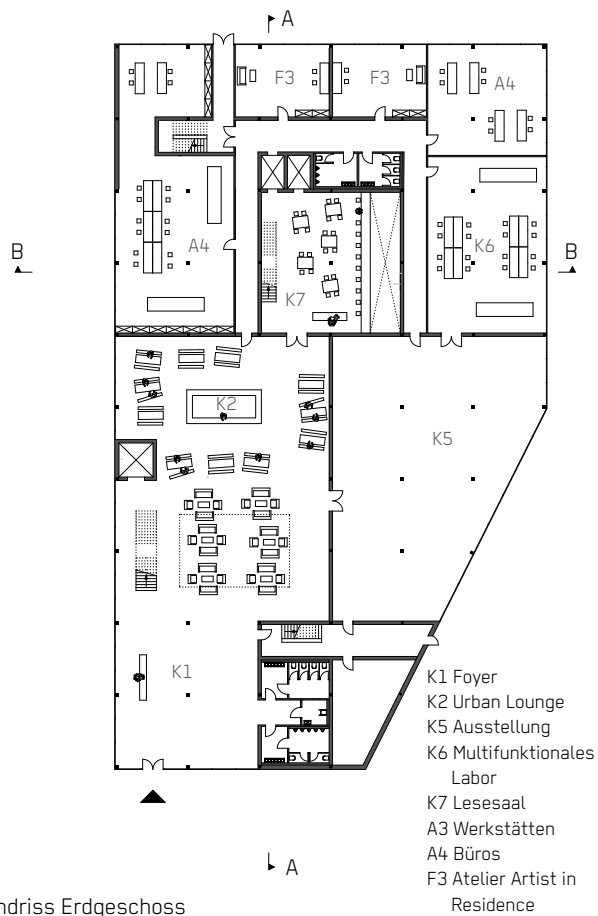 A
F3
F3
A4
A4
B
B
K6
K7
K2
K5
K1
K1 Foyer
K2 Urban Lounge
K5 Ausstellung
K6 Multifunktionales
Labor
K7 Lesesaal
A3 Werkstätten
A4 Büros
F3 Atelier Artist in
Residence
A
ndriss Erdgeschoss